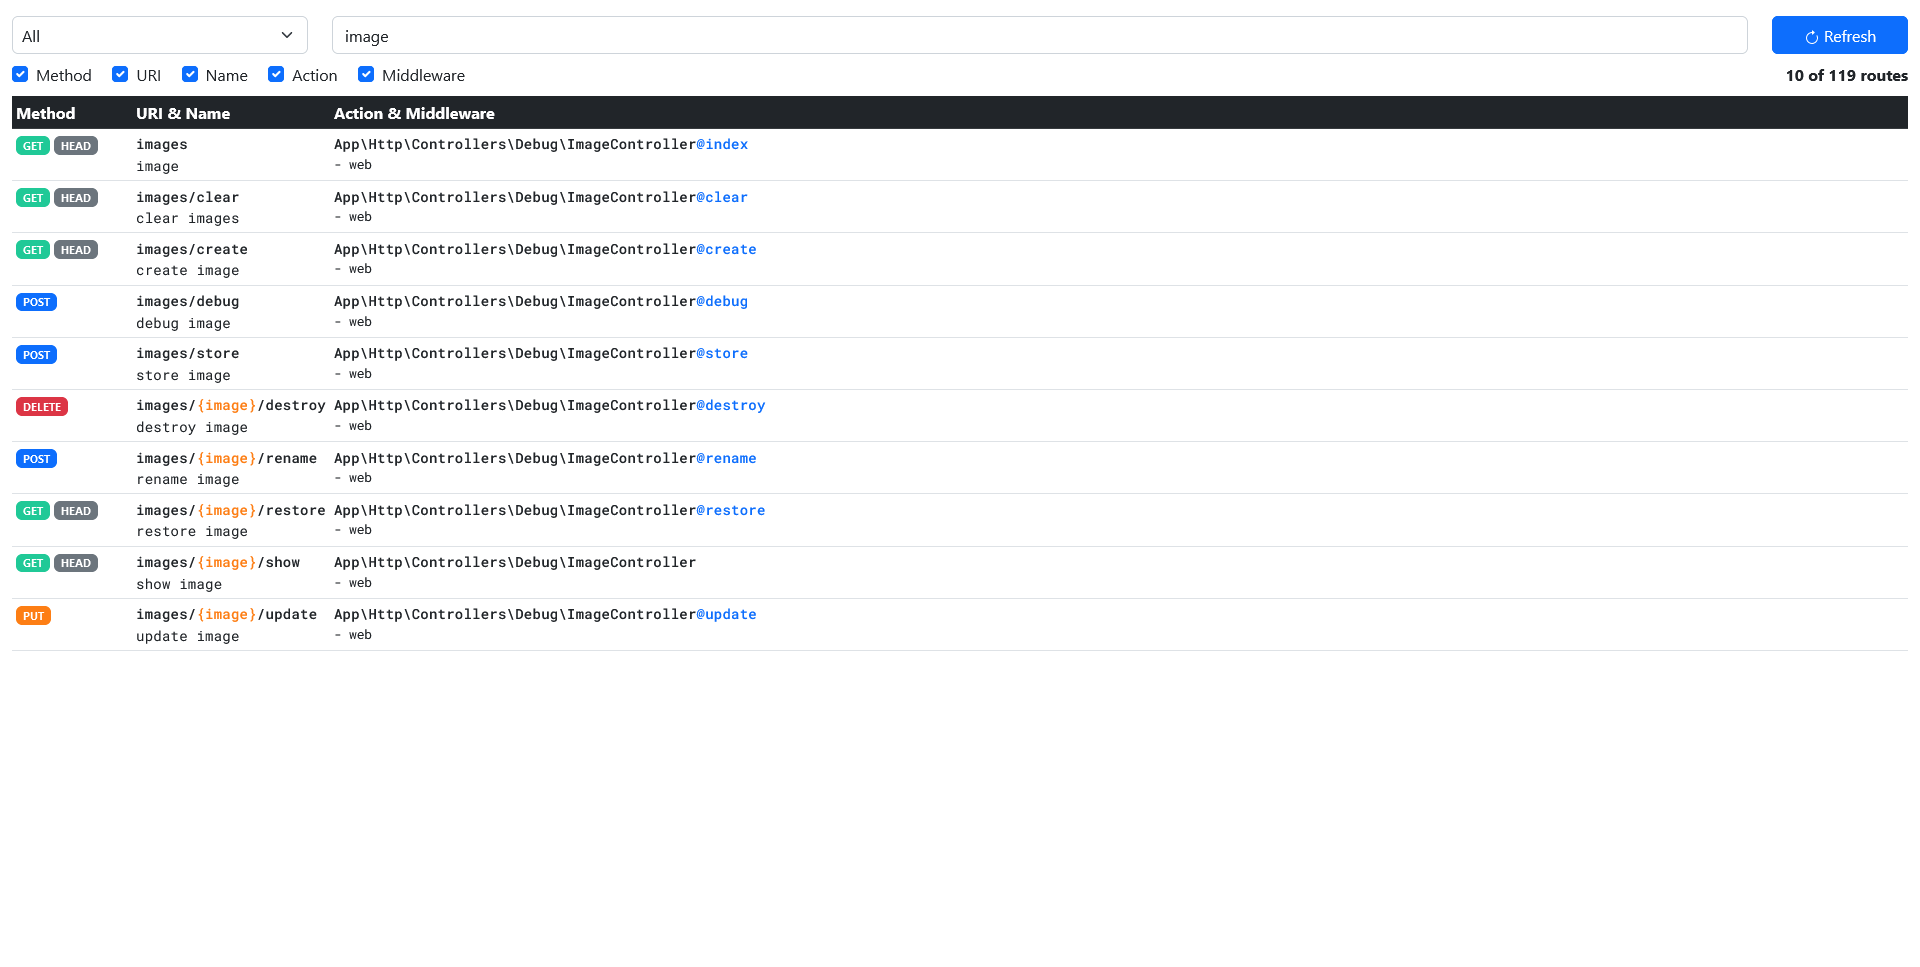 All image Refresh
Method URI Name Action Middleware 10 of 119 routes
Method URI & Name Action & Middleware
GET HEAD images App\Http\Controllers\Debug\ImageController@index
image - web
GET HEAD images/clear App\Http\Controllers\Debug\ImageController@clear
clear images - web
GET HEAD images/create App\Http\Controllers\Debug\ImageController@create
create image - web
POST images/debug App\Http\Controllers\Debug\ImageController@debug
debug image - web
POST images/store App\Http\Controllers\Debug\ImageController@store
store image - web
DELETE images/{image}/destroy App\Http\Controllers\Debug\ImageController@destroy
destroy image - web
POST images/{image}/rename App\Http\Controllers\Debug\ImageController@rename
rename image - web
GET HEAD images/{image}/restore App\Http\Controllers\Debug\ImageController@restore
restore image - web
GET HEAD images/{image}/show App\Http\Controllers\Debug\ImageController
show image - web
PUT images/{image}/update App\Http\Controllers\Debug\ImageController@update
update image - web